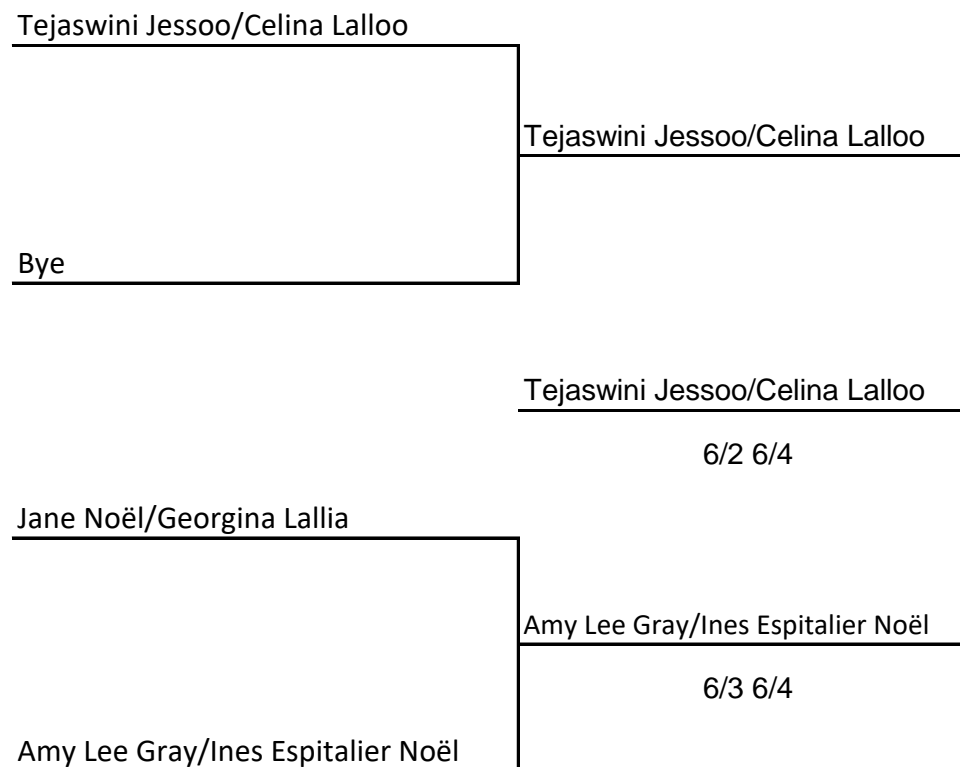 Tejaswini Jessoo/Celina Lalloo
Tejaswini Jessoo/Celina Lalloo
Bye
Tejaswini Jessoo/Celina Lalloo
6/2 6/4
Jane Noël/Georgina Lallia
Amy Lee Gray/Ines Espitalier Noël
6/3 6/4
Amy Lee Gray/Ines Espitalier Noël